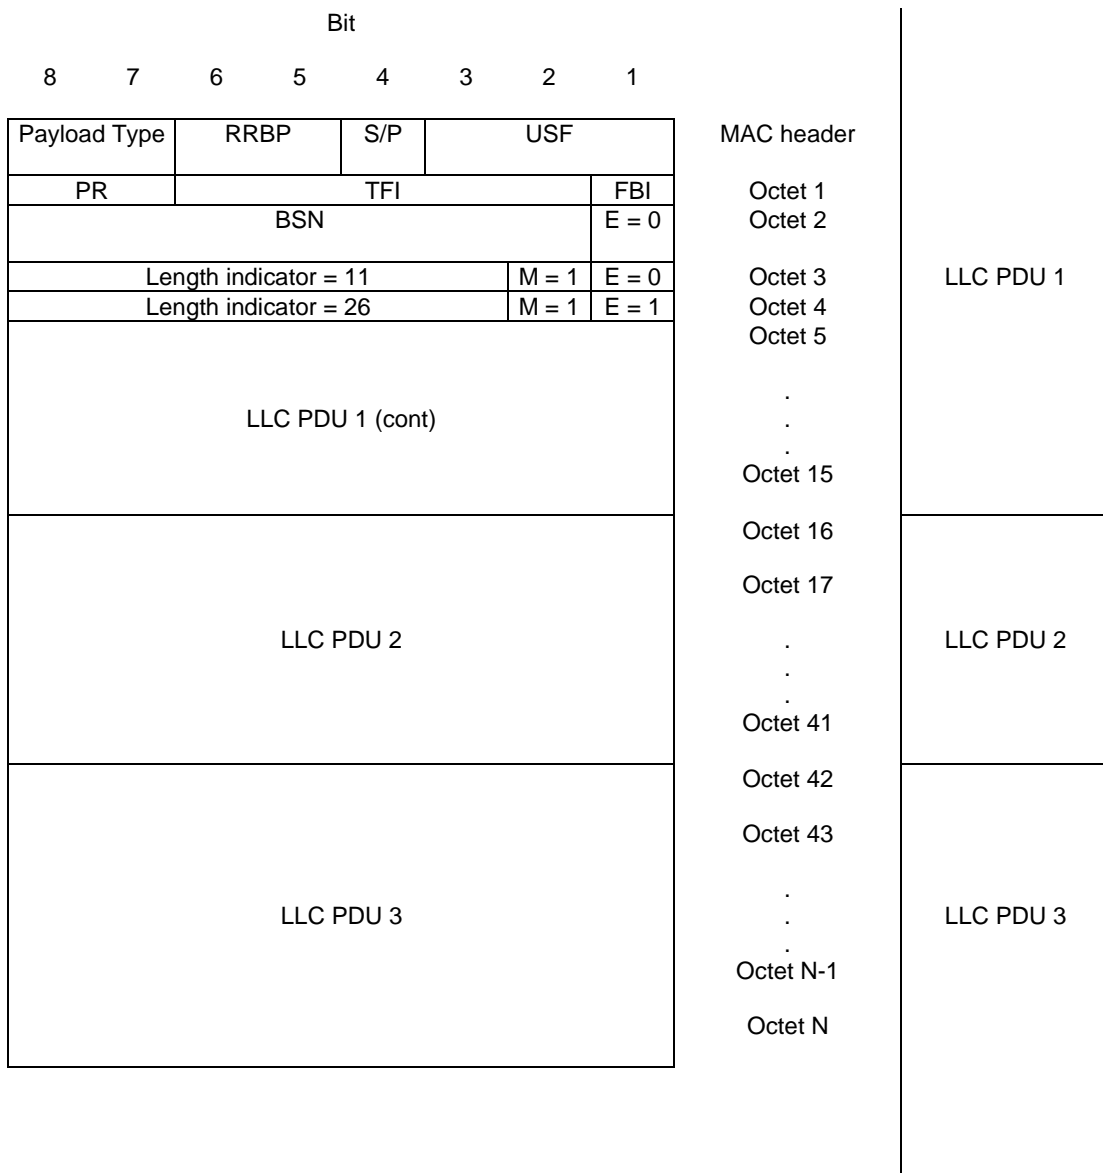 Bit
8 7 6 5 4 3 2 1
Payload Type RRBP S/P USF MAC header
PR TFI FBI Octet 1
BSN E = 0 Octet 2
Length indicator = 11 M = 1 E = 0 Octet 3 LLC PDU 1
Length indicator = 26 M = 1 E = 1 Octet 4
Octet 5
.
LLC PDU 1 (cont) .
.
Octet 15
Octet 16
Octet 17
LLC PDU 2 . LLC PDU 2
.
.
Octet 41
Octet 42
Octet 43
.
LLC PDU 3 . LLC PDU 3
.
Octet N-1
Octet N